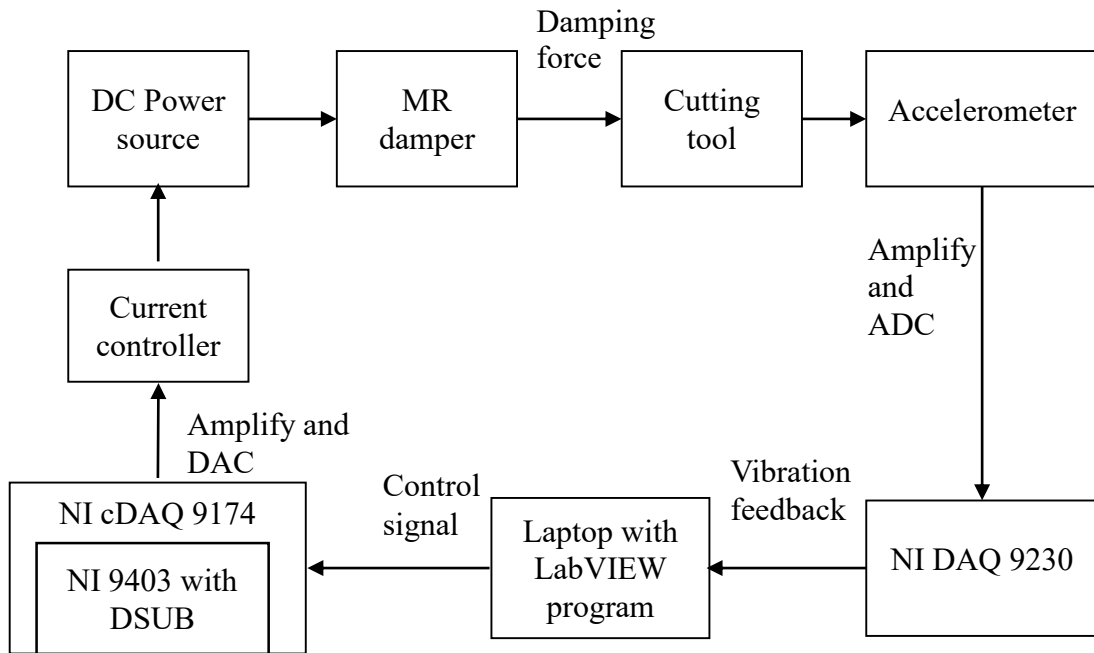 Damping
force
DC Power
source
MR
damper
Cutting
tool
Accelerometer
Amplify
and
ADC
Current
controller
Amplify and
DAC
NI cDAQ 9174
NI 9403 with
DSUB
Control
signal
Laptop with
LabVIEW
program
Vibration
feedback
NI DAQ 9230